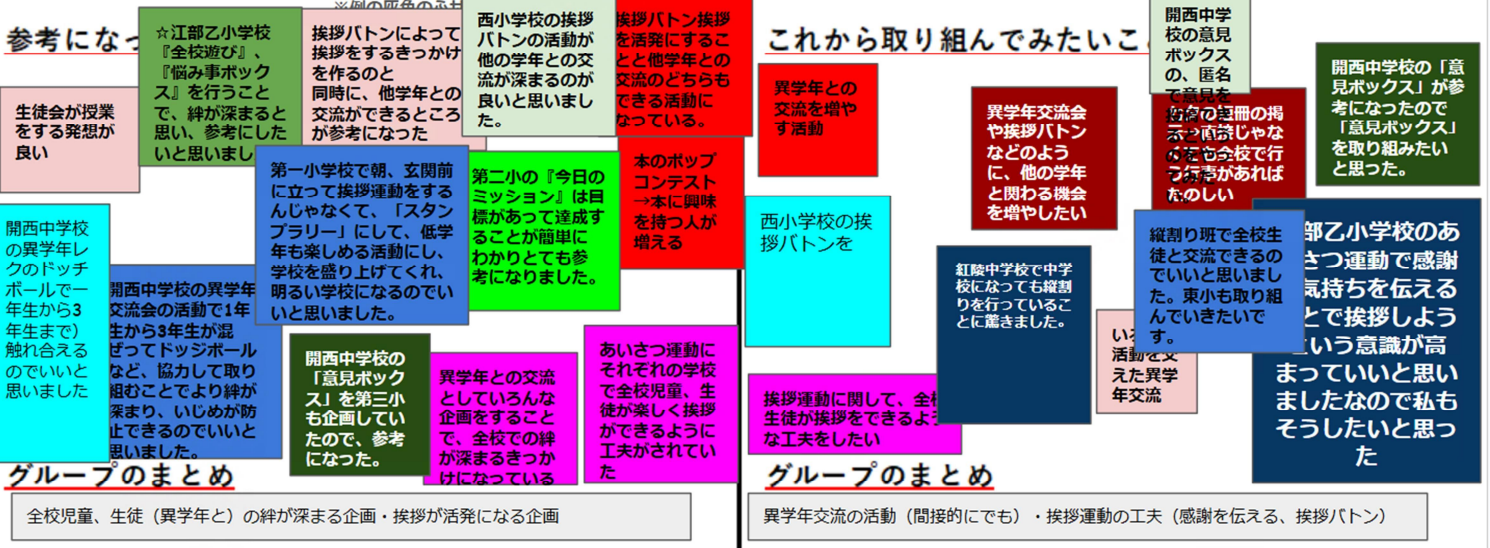 ※例の灰色のふせ
参考になっ
☆江部乙小学校
『全校遊び』、
『悩み事ボック
ス』を行うこと
で、絆が深まると
思い、参考にした
いと思いまし
挨拶バトンによって
挨拶をするきっかけ
を作るのと
同時に、他学年との
交流ができるところ
が参考になった
西小学校の挨拶
バトンの活動が
他の学年との交
流が深まるのが
良いと思いまし
た。
挨拶バトン挨拶
を活発にするこ
とと他学年との
交流のどちらも
できる活動に
なっている。
生徒会が授業
をする発想が
良い
第一小学校で朝、玄関前
に立って挨拶運動をする
んじゃなくて、「スタン
プラリー」にして、低学
年も楽しめる活動にし、
学校を盛り上げてくれ、
明るい学校になるのでい
いと思いました。
第二小の『今日の
ミッション』は目
標があって達成す
ることが簡単に
わかりとても参
考になりました。
本のポップ
コンテスト
→本に興味
を持つ人が
増える
開西中学校
の異学年レ
クのドッチ
ボールで一
年生から3
年生まで）
触れ合える
のでいいと
思いました
開西中学校の異学年
交流会の活動で1年
生から3年生が混
ぜってドッジボール
など、協力して取り
組むことでより絆が
深まり、いじめが防
止できるのでいいと
思いました。
開西中学校の
「意見ボック
ス」を第三小
も企画してい
たので、参考
になった。
異学年との交流
としていろんな
企画をすること
で、全校での絆
が深まるきっか
けになっている
あいさつ運動に
それぞれの学校
で全校児童、生
徒が楽しく挨拶
ができるように
工夫がされてい
た
グループのまとめ
全校児童、生徒（異学年と）の絆が深まる企画・挨拶が活発になる企画
これから取り組んでみたいこ
異学年との
交流を増や
す活動
異学年交流会
や挨拶バトン
などのよう
に、他の学年
と関わる機会
を増やしたい
開西中学
校の意見
ボックス
の、匿名
で意見を
短冊の掲
じゃな
全校で行
う行事があれば
たのしい
開西中学校の「意
見ボックス」が参
考になったので
「意見ボックス」
を取り組みたい
と思った。
西小学校の挨
拶バトンを
紅陵中学校で中学
校になっても縦割
りを行っているこ
とに驚きました。
縦割り班で全校生
徒と交流できるの
でいいと思いまし
た。東小も取り組
んでいきたいで
す。
部乙小学校のあ
さつ運動で感謝
気持ちを伝える
とで挨拶しよう
という意識が高
まっていいと思い
ましたなので私も
そうしたいと思っ
た
いろ
活動を交
えた異学
年交流
挨拶運動に関して、全校
生徒が挨拶をできるよう
な工夫をしたい
グループのまとめ
異学年交流の活動（間接的にでも）・挨拶運動の工夫（感謝を伝える、挨拶バトン）